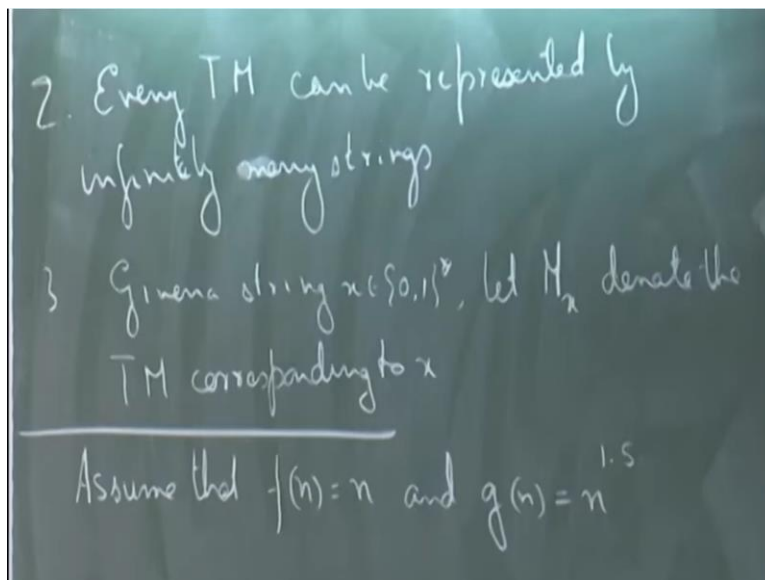 2. Every TM can be represented by
infinitely many strings
3 Given a string x ∈ {0,1}*, let M_x denote the
TM corresponding to x
Assume that f(n) = n and g(n) = n^1.5